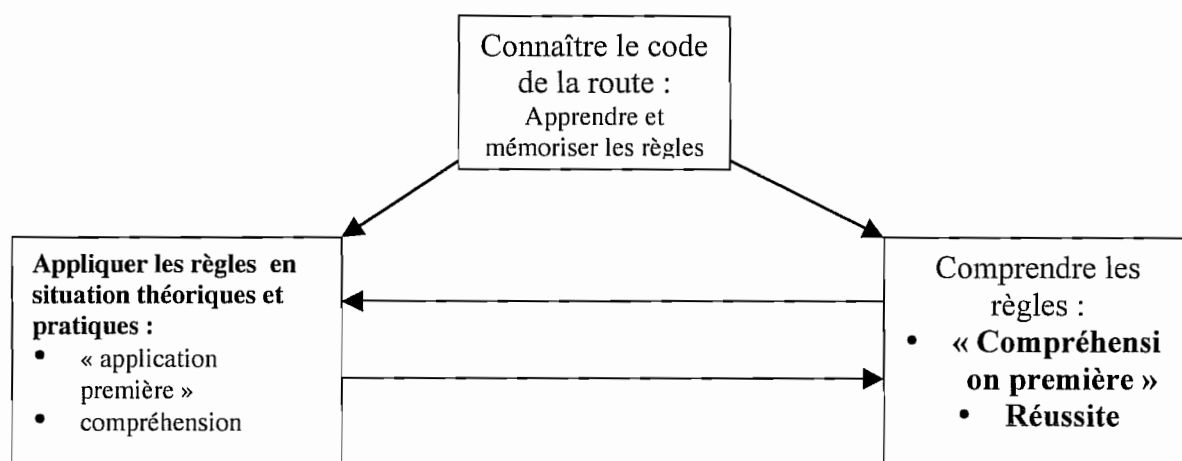 Connaître le code
de la route :
Apprendre et
mémoriser les règles
Appliquer les règles en
situation théoriques et
pratiques :
• « application
première »
• compréhension
Comprendre les
règles :
• « Compréhensi
on première »
• Réussite